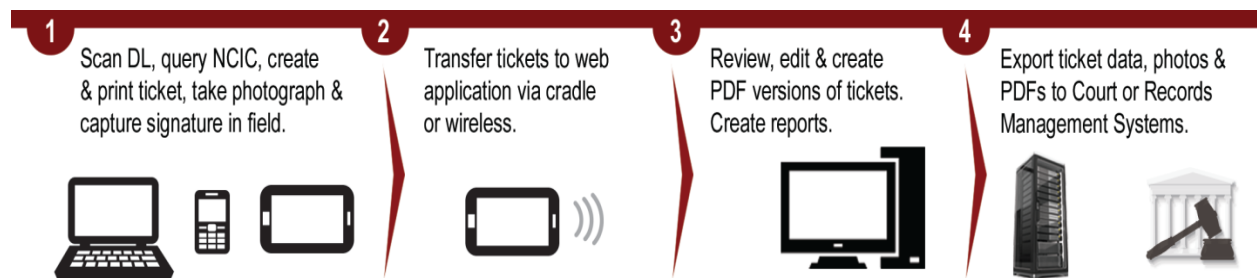 1
Scan DL, query NCIC, create
& print ticket, take photograph &
capture signature in field.
2
Transfer tickets to web
application via cradle
or wireless.
3
Review, edit & create
PDF versions of tickets.
Create reports.
4
Export ticket data, photos &
PDFs to Court or Records
Management Systems.